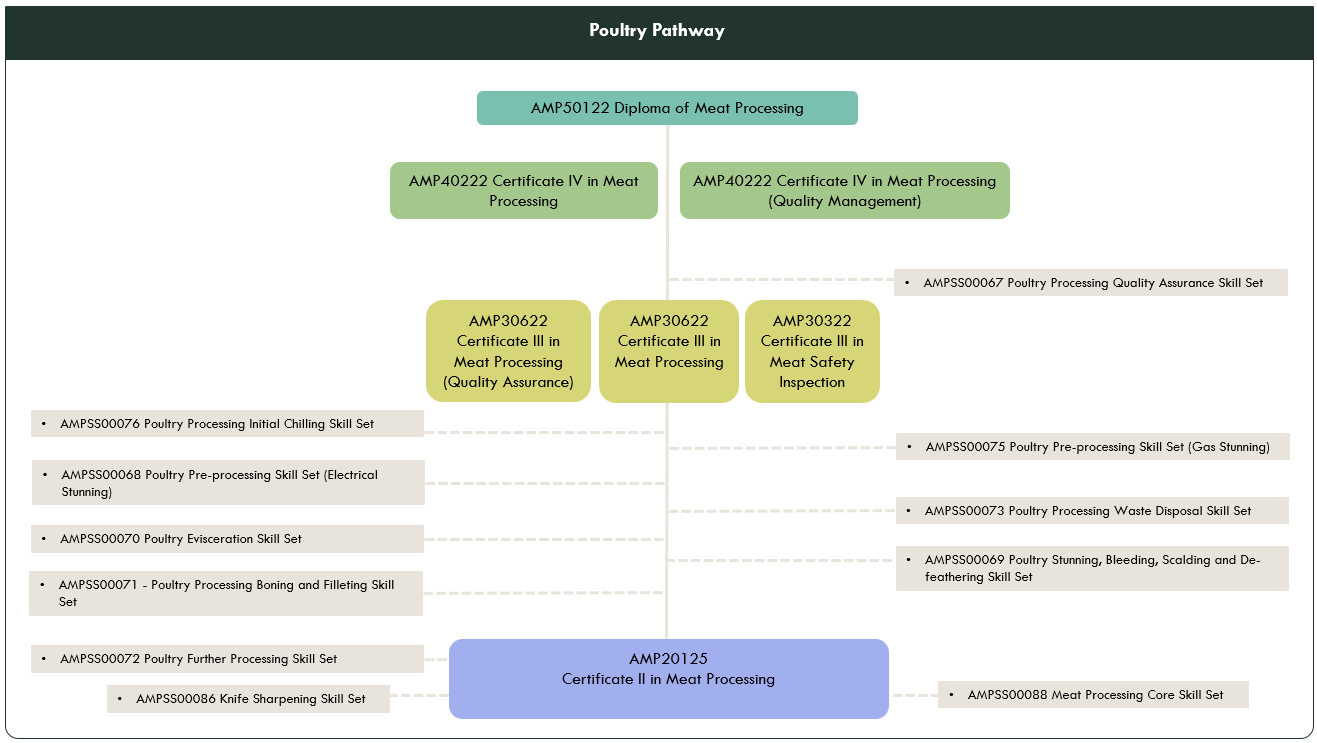 Poultry Pathway
AMP50122 Diploma of Meat Processing
AMP40222 Certificate IV in Meat
Processing
AMP40222 Certificate IV in Meat Processing
(Quality Management)
• AMPSS00067 Poultry Processing Quality Assurance Skill Set
AMP30622
Certificate III in
Meat Processing
(Quality Assurance)
AMP30622
Certificate III in
Meat Processing
AMP30322
Certificate III in
Meat Safety
Inspection
• AMPSS00076 Poultry Processing Initial Chilling Skill Set
• AMPSS00075 Poultry Pre-processing Skill Set (Gas Stunning)
• AMPSS00068 Poultry Pre-processing Skill Set (Electrical
Stunning)
• AMPSS00073 Poultry Processing Waste Disposal Skill Set
• AMPSS00070 Poultry Evisceration Skill Set
• AMPSS00069 Poultry Stunning, Bleeding, Scalding and De-
feathering Skill Set
• AMPSS00071 - Poultry Processing Boning and Filleting Skill
Set
• AMPSS00072 Poultry Further Processing Skill Set
AMP20125
Certificate II in Meat Processing
• AMPSS00086 Knife Sharpening Skill Set
• AMPSS00088 Meat Processing Core Skill Set